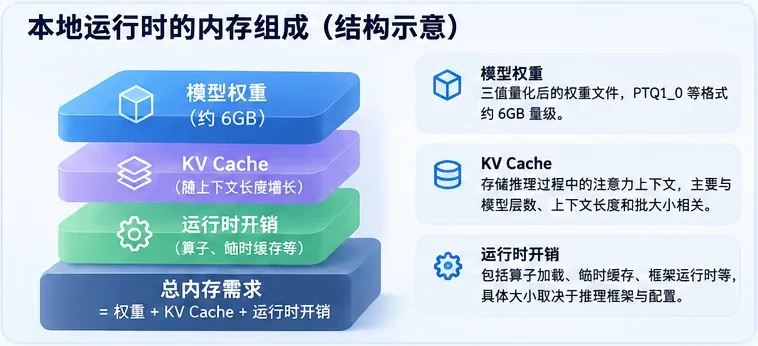 本地运行时的内存组成（结构示意）
模型权重
（约 6GB）
KV Cache
（随上下文长度增长）
运行时开销
（算子、临时缓存等）
总内存需求
= 权重 + KV Cache + 运行时开销
模型权重
三值量化后的权重文件，PTQ1_0 等格式
约 6GB 量级。
KV Cache
存储推理过程中的注意力上下文，主要与
模型层数、上下文长度和批大小相关。
运行时开销
包括算子加载、临时缓存、框架运行时等，
具体大小取决于推理框架与配置。